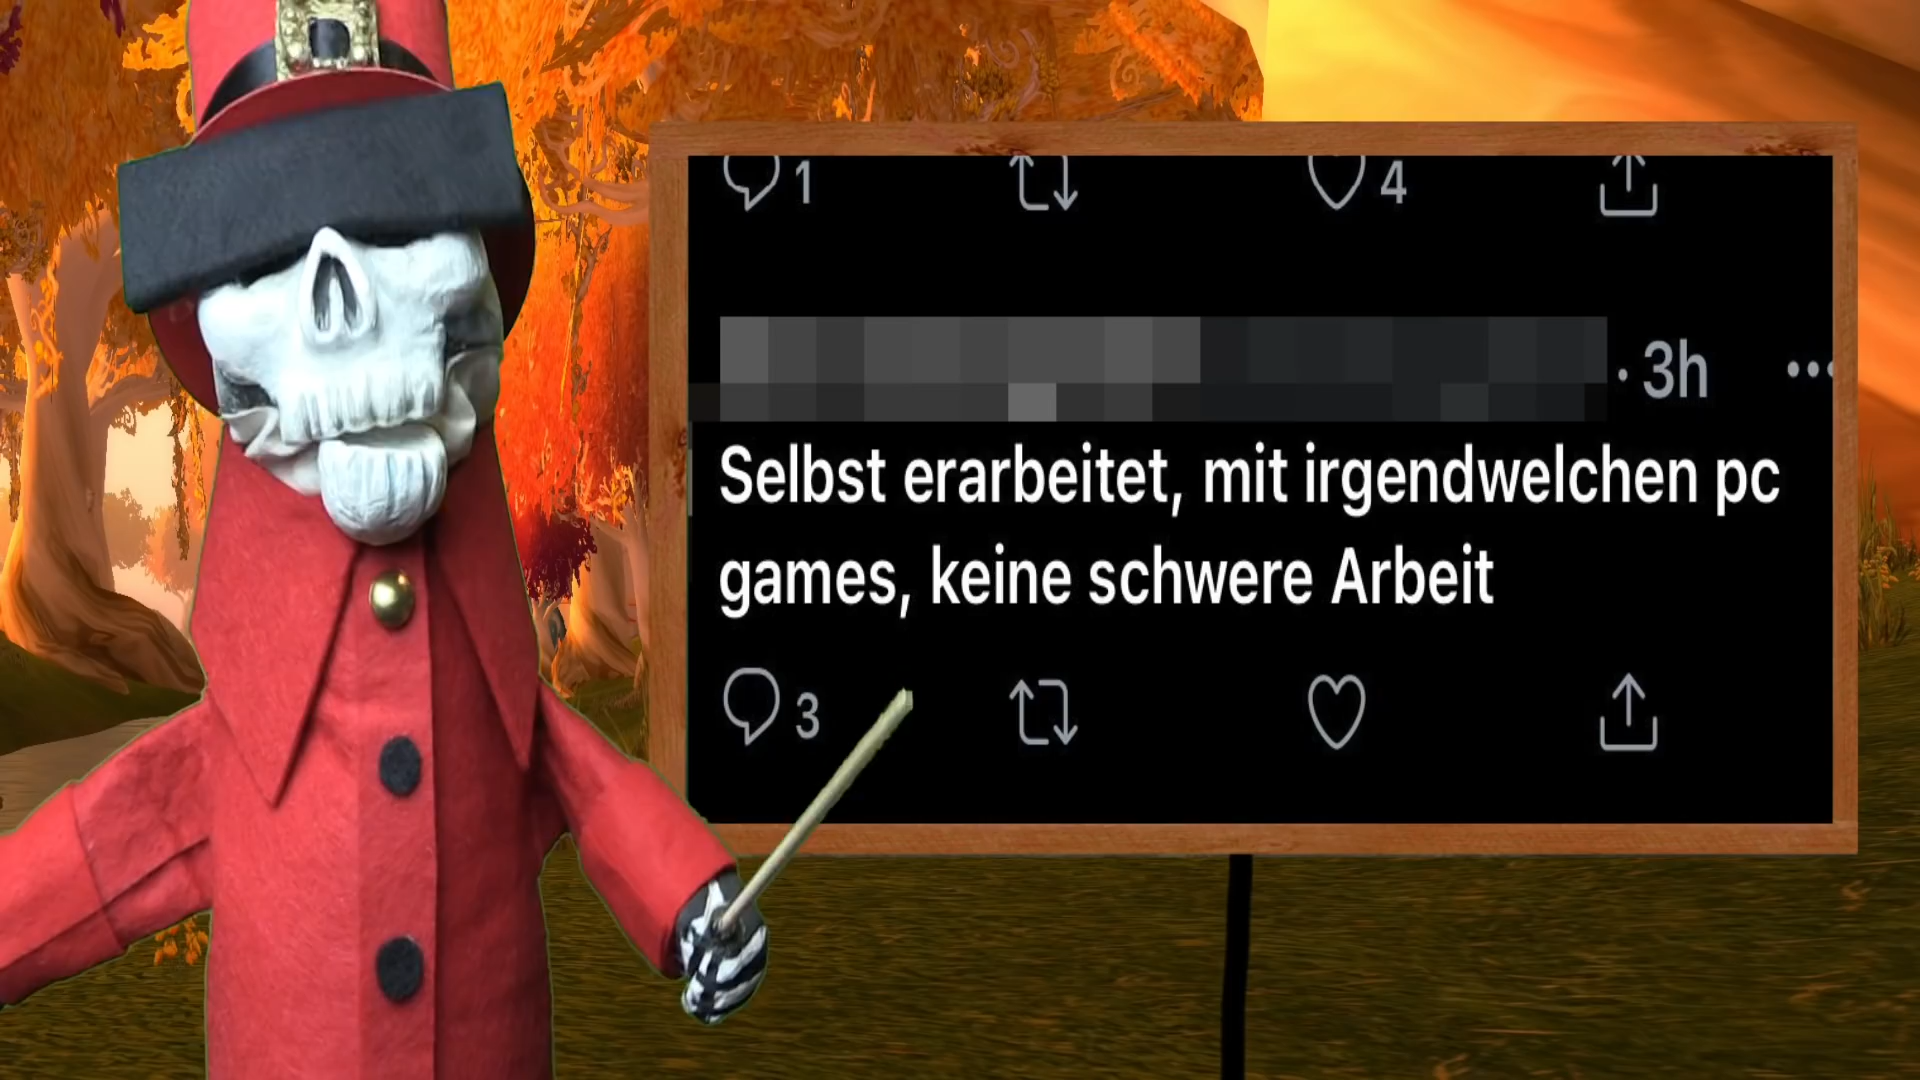 1 4
· 3h
Selbst erarbeitet, mit irgendwelchen pc
games, keine schwere Arbeit
3